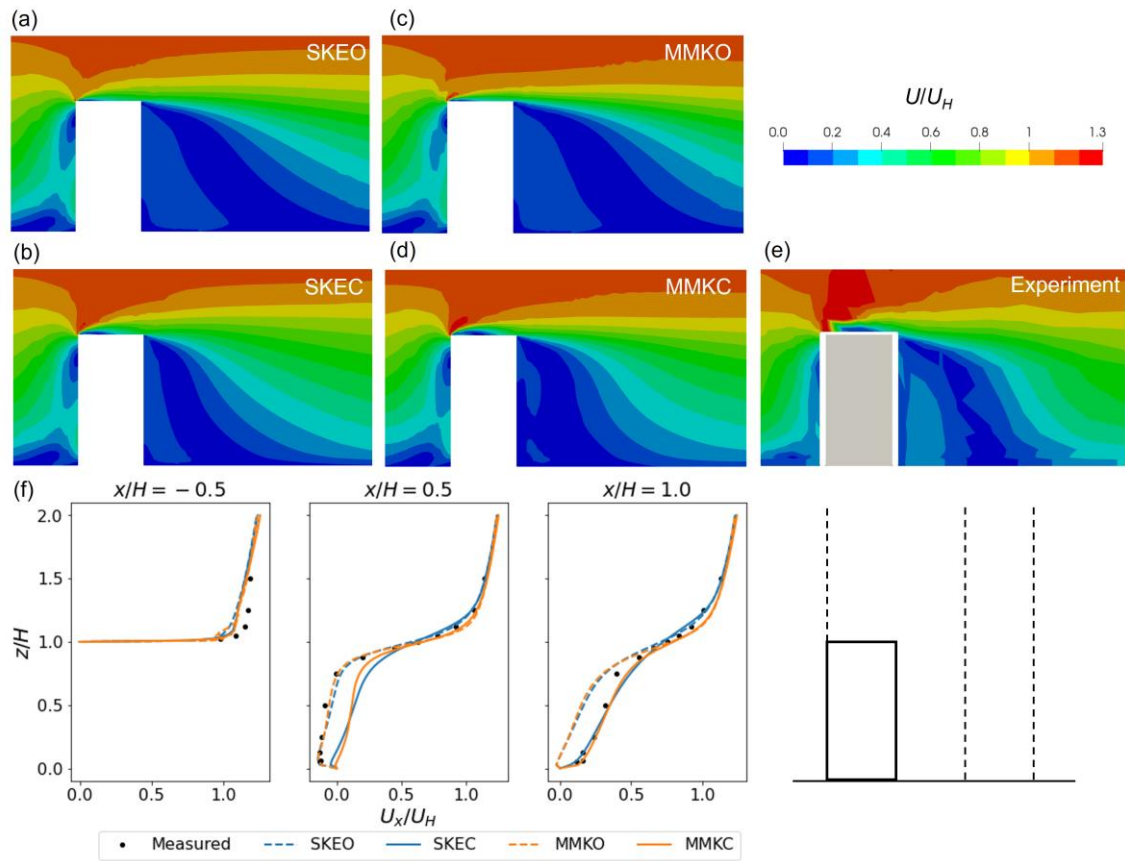 (a)
SKEO
(c)
MMKO
U/U_H
0.0 0.2 0.4 0.6 0.8 1 1.3
(b)
SKEC
(d)
MMKC
(e)
Experiment
(f)
x/H = −0.5
x/H = 0.5
x/H = 1.0
z/H
2.0
1.5
1.0
0.5
0.0
0.0 0.5 1.0
0.0 0.5 1.0
0.0 0.5 1.0
U_x/U_H
Measured SKEO SKEC MMKO MMKC